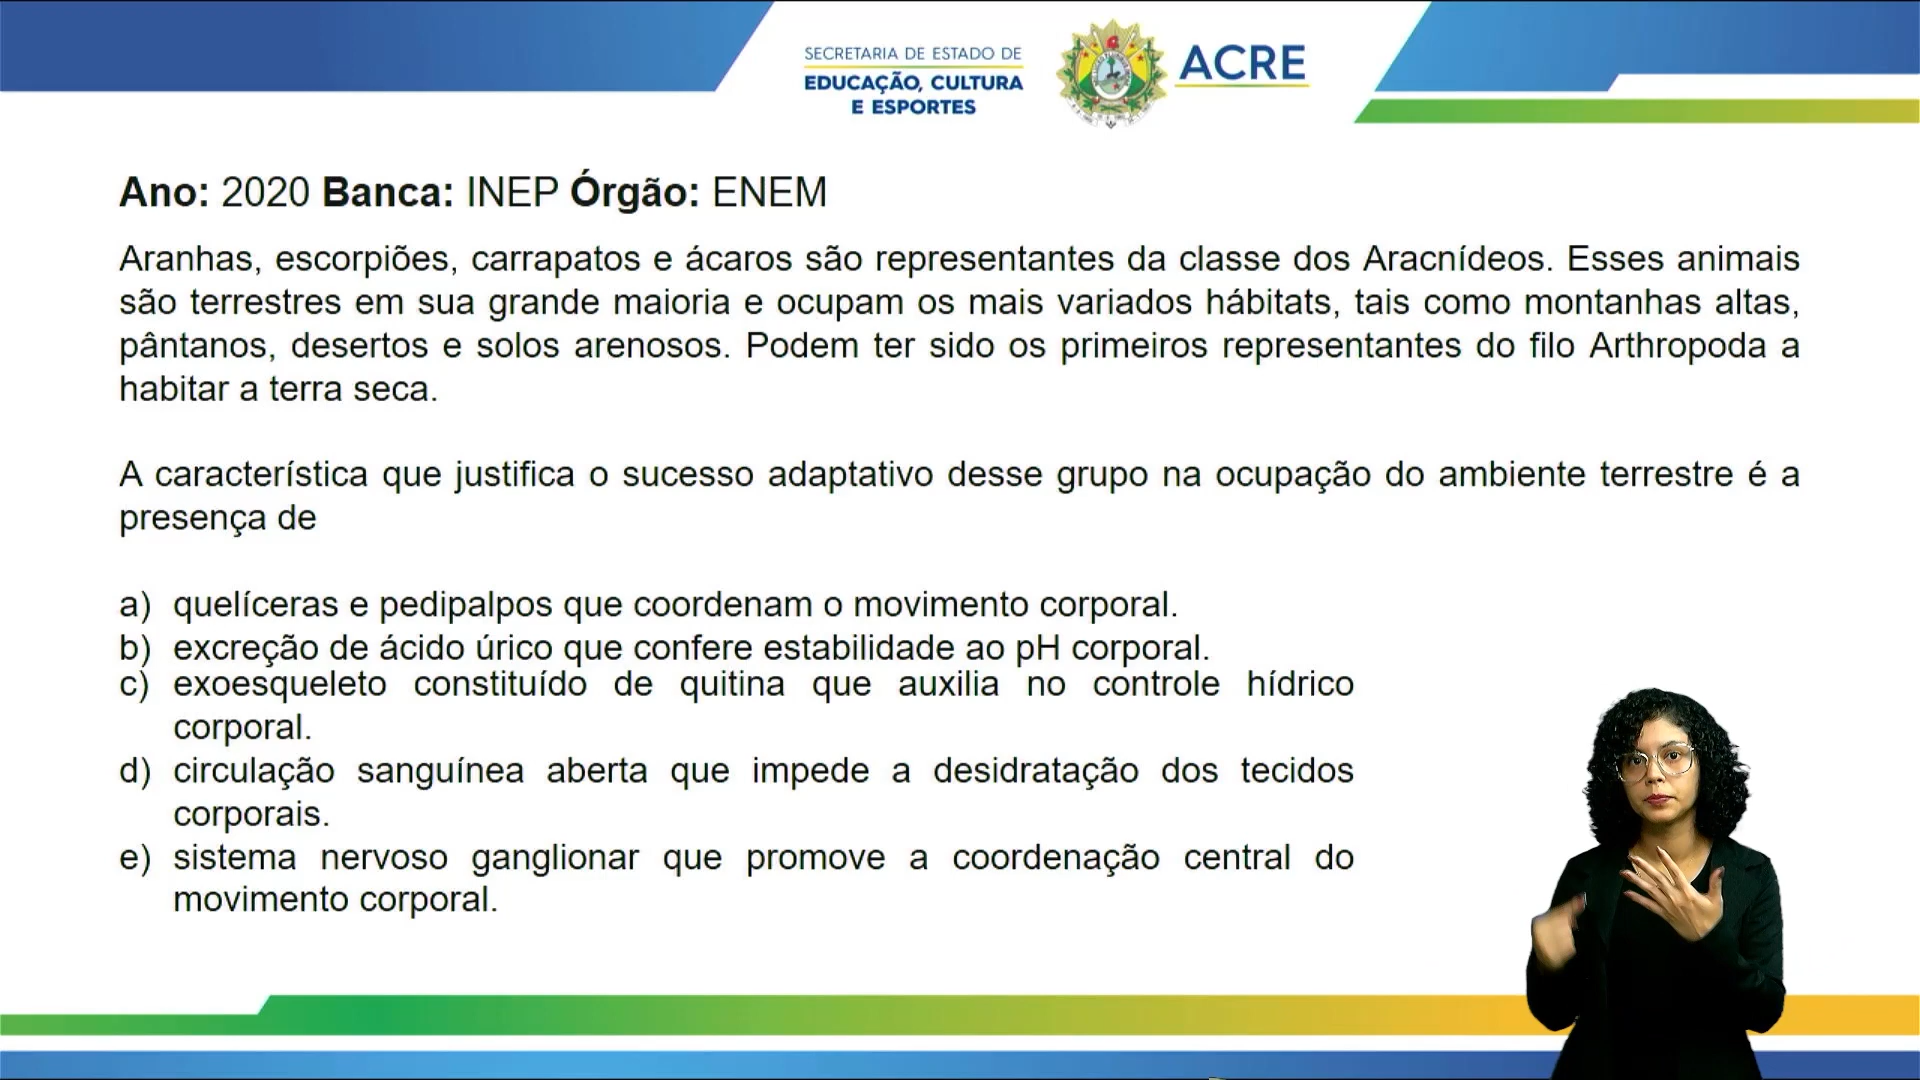 SECRETARIA DE ESTADO DE
EDUCAÇÃO, CULTURA
E ESPORTES
ACRE
Ano: 2020 Banca: INEP Órgão: ENEM
Aranhas, escorpiões, carrapatos e ácaros são representantes da classe dos Aracnídeos. Esses animais
são terrestres em sua grande maioria e ocupam os mais variados hábitats, tais como montanhas altas,
pântanos, desertos e solos arenosos. Podem ter sido os primeiros representantes do filo Arthropoda a
habitar a terra seca.
A característica que justifica o sucesso adaptativo desse grupo na ocupação do ambiente terrestre é a
presença de
a) quelíceras e pedipalpos que coordenam o movimento corporal.
b) excreção de ácido úrico que confere estabilidade ao pH corporal.
c) exoesqueleto constituído de quitina que auxilia no controle hídrico
corporal.
d) circulação sanguínea aberta que impede a desidratação dos tecidos
corporais.
e) sistema nervoso ganglionar que promove a coordenação central do
movimento corporal.